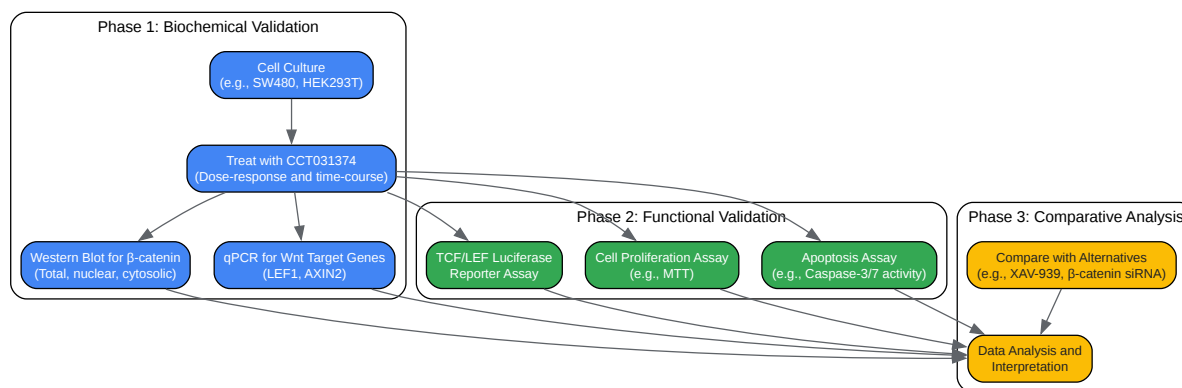 Phase 1: Biochemical Validation
Cell Culture
(e.g., SW480, HEK293T)
Treat with CCT031374
(Dose-response and time-course)
Western Blot for β-catenin
(Total, nuclear, cytosolic)
qPCR for Wnt Target Genes
(LEF1, AXIN2)
Phase 2: Functional Validation
TCF/LEF Luciferase
Reporter Assay
Cell Proliferation Assay
(e.g., MTT)
Apoptosis Assay
(e.g., Caspase-3/7 activity)
Phase 3: Comparative Analysis
Compare with Alternatives
(e.g., XAV-939, β-catenin siRNA)
Data Analysis and
Interpretation